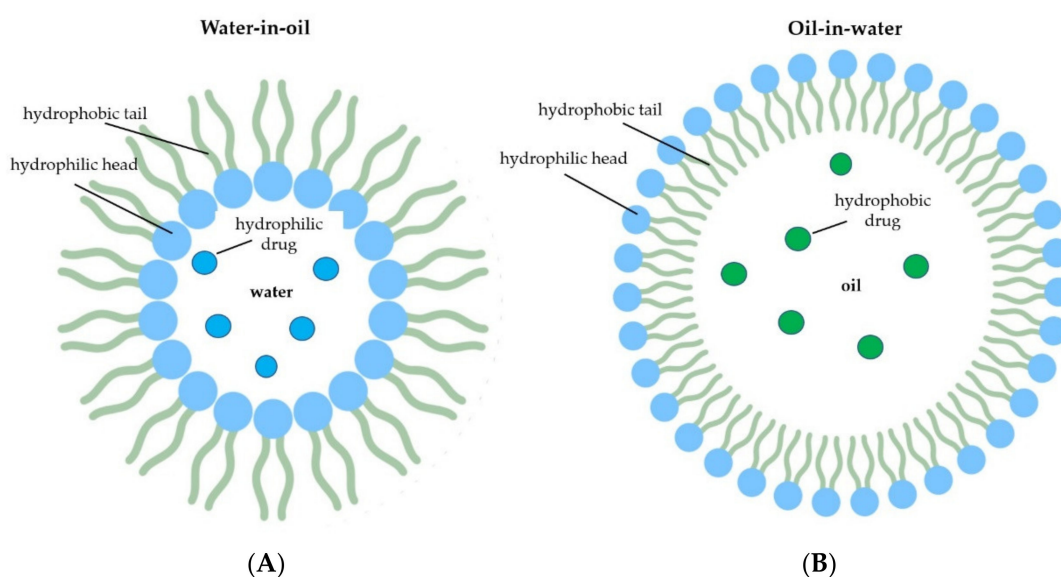 Water-in-oil
hydrophobic tail
hydrophilic head
hydrophilic
drug
water
(A)
Oil-in-water
hydrophobic tail
hydrophilic head
hydrophobic
drug
oil
(B)